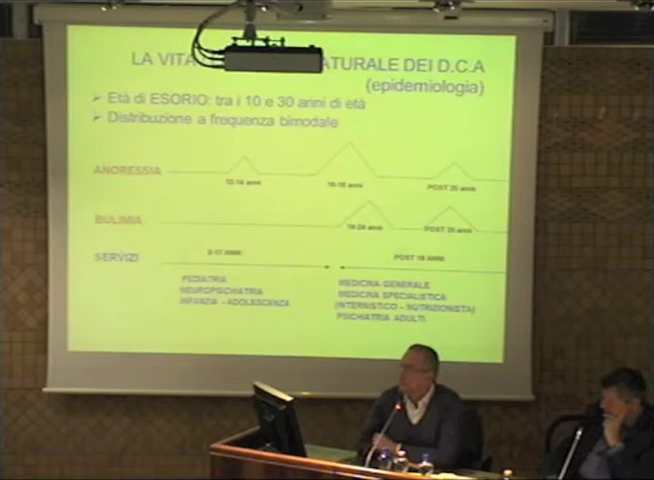 LA VITA ATURALE DEI D.C.A
(epidemiologia)
➢ Età di ESORIO: tra i 10 e 30 anni di età
➢ Distribuzione a frequenza bimodale
ANORESSIA
12-14 anni 16-18 anni POST 25 anni
BULIMIA
18-24 anni POST 25 anni
SERVIZI
0-17 ANNI POST 18 ANNI
PEDIATRIA
NEUROPSICHIATRIA
INFANZIA - ADOLESCENZA
MEDICINA GENERALE
MEDICINA SPECIALISTICA
(INTERNISTICO - NUTRIZIONISTA)
PSICHIATRIA ADULTI